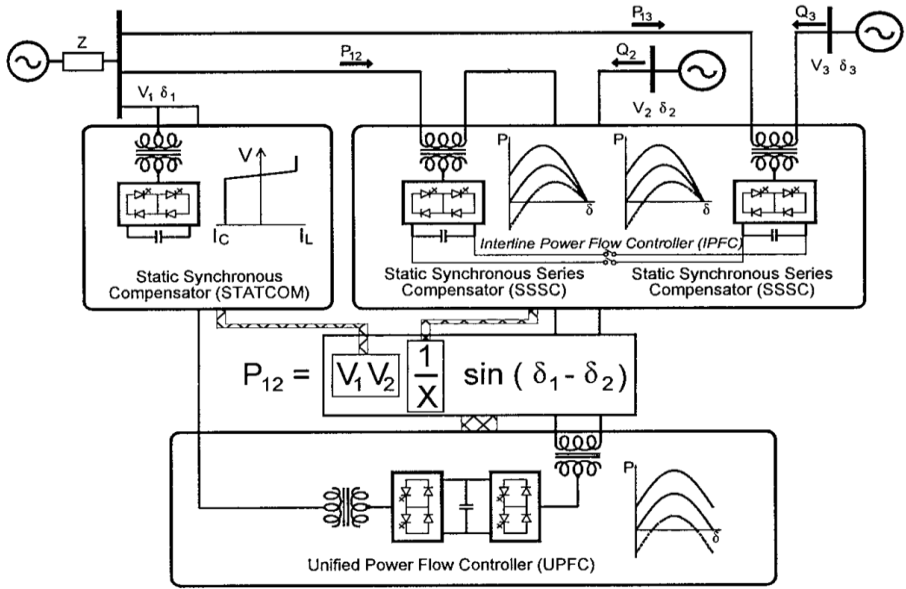 Z
P12
P13
Q3
Q2
V1 δ1
V2 δ2
V3 δ3
V
IC
IL
Static Synchronous
Compensator (STATCOM)
P
δ
P
δ
Interline Power Flow Controller (IPFC)
Static Synchronous Series
Compensator (SSSC)
Static Synchronous Series
Compensator (SSSC)
P12 = V1 V2 1/X sin ( δ1 - δ2 )
P
δ
Unified Power Flow Controller (UPFC)